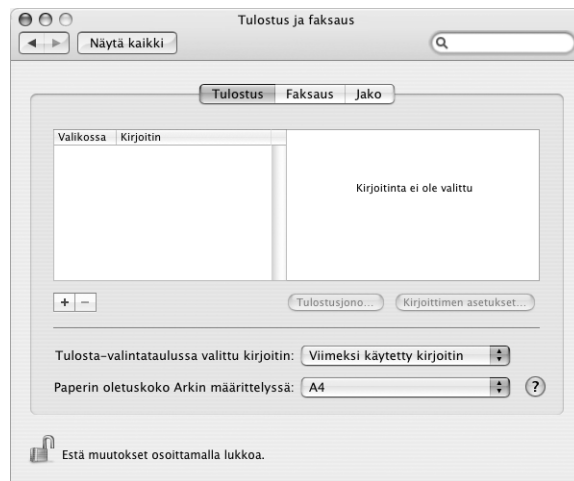 Tulostus ja faksaus
Näytä kaikki
Tulostus Faksaus Jako
Valikossa Kirjoitin
Kirjoitinta ei ole valittu
+ −
Tulostusjono... Kirjoittimen asetukset...
Tulosta-valintataulussa valittu kirjoitin: Viimeksi käytetty kirjoitin
Paperin oletuskoko Arkin määrittelyssä: A4 ?
Estä muutokset osoittamalla lukkoa.